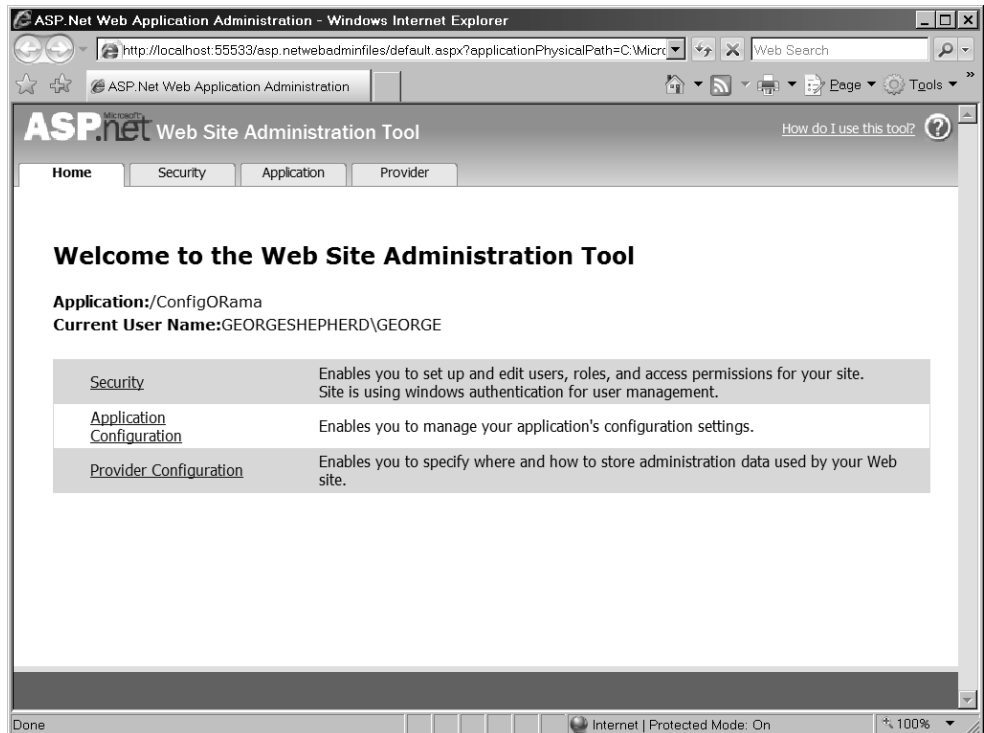 ASP.Net Web Application Administration - Windows Internet Explorer
http://localhost:55533/asp.netwebadminfiles/default.aspx?applicationPhysicalPath=C:\Micro
Web Search
ASP.Net Web Application Administration
Page
Tools
Microsoft
ASP.net Web Site Administration Tool
How do I use this tool?
?
Home
Security
Application
Provider
Welcome to the Web Site Administration Tool
Application:/ConfigORama
Current User Name:GEORGESHEPHERD\GEORGE
Security
Enables you to set up and edit users, roles, and access permissions for your site.
Site is using windows authentication for user management.
Application
Configuration
Enables you to manage your application's configuration settings.
Provider Configuration
Enables you to specify where and how to store administration data used by your Web
site.
Done
Internet | Protected Mode: On
100%